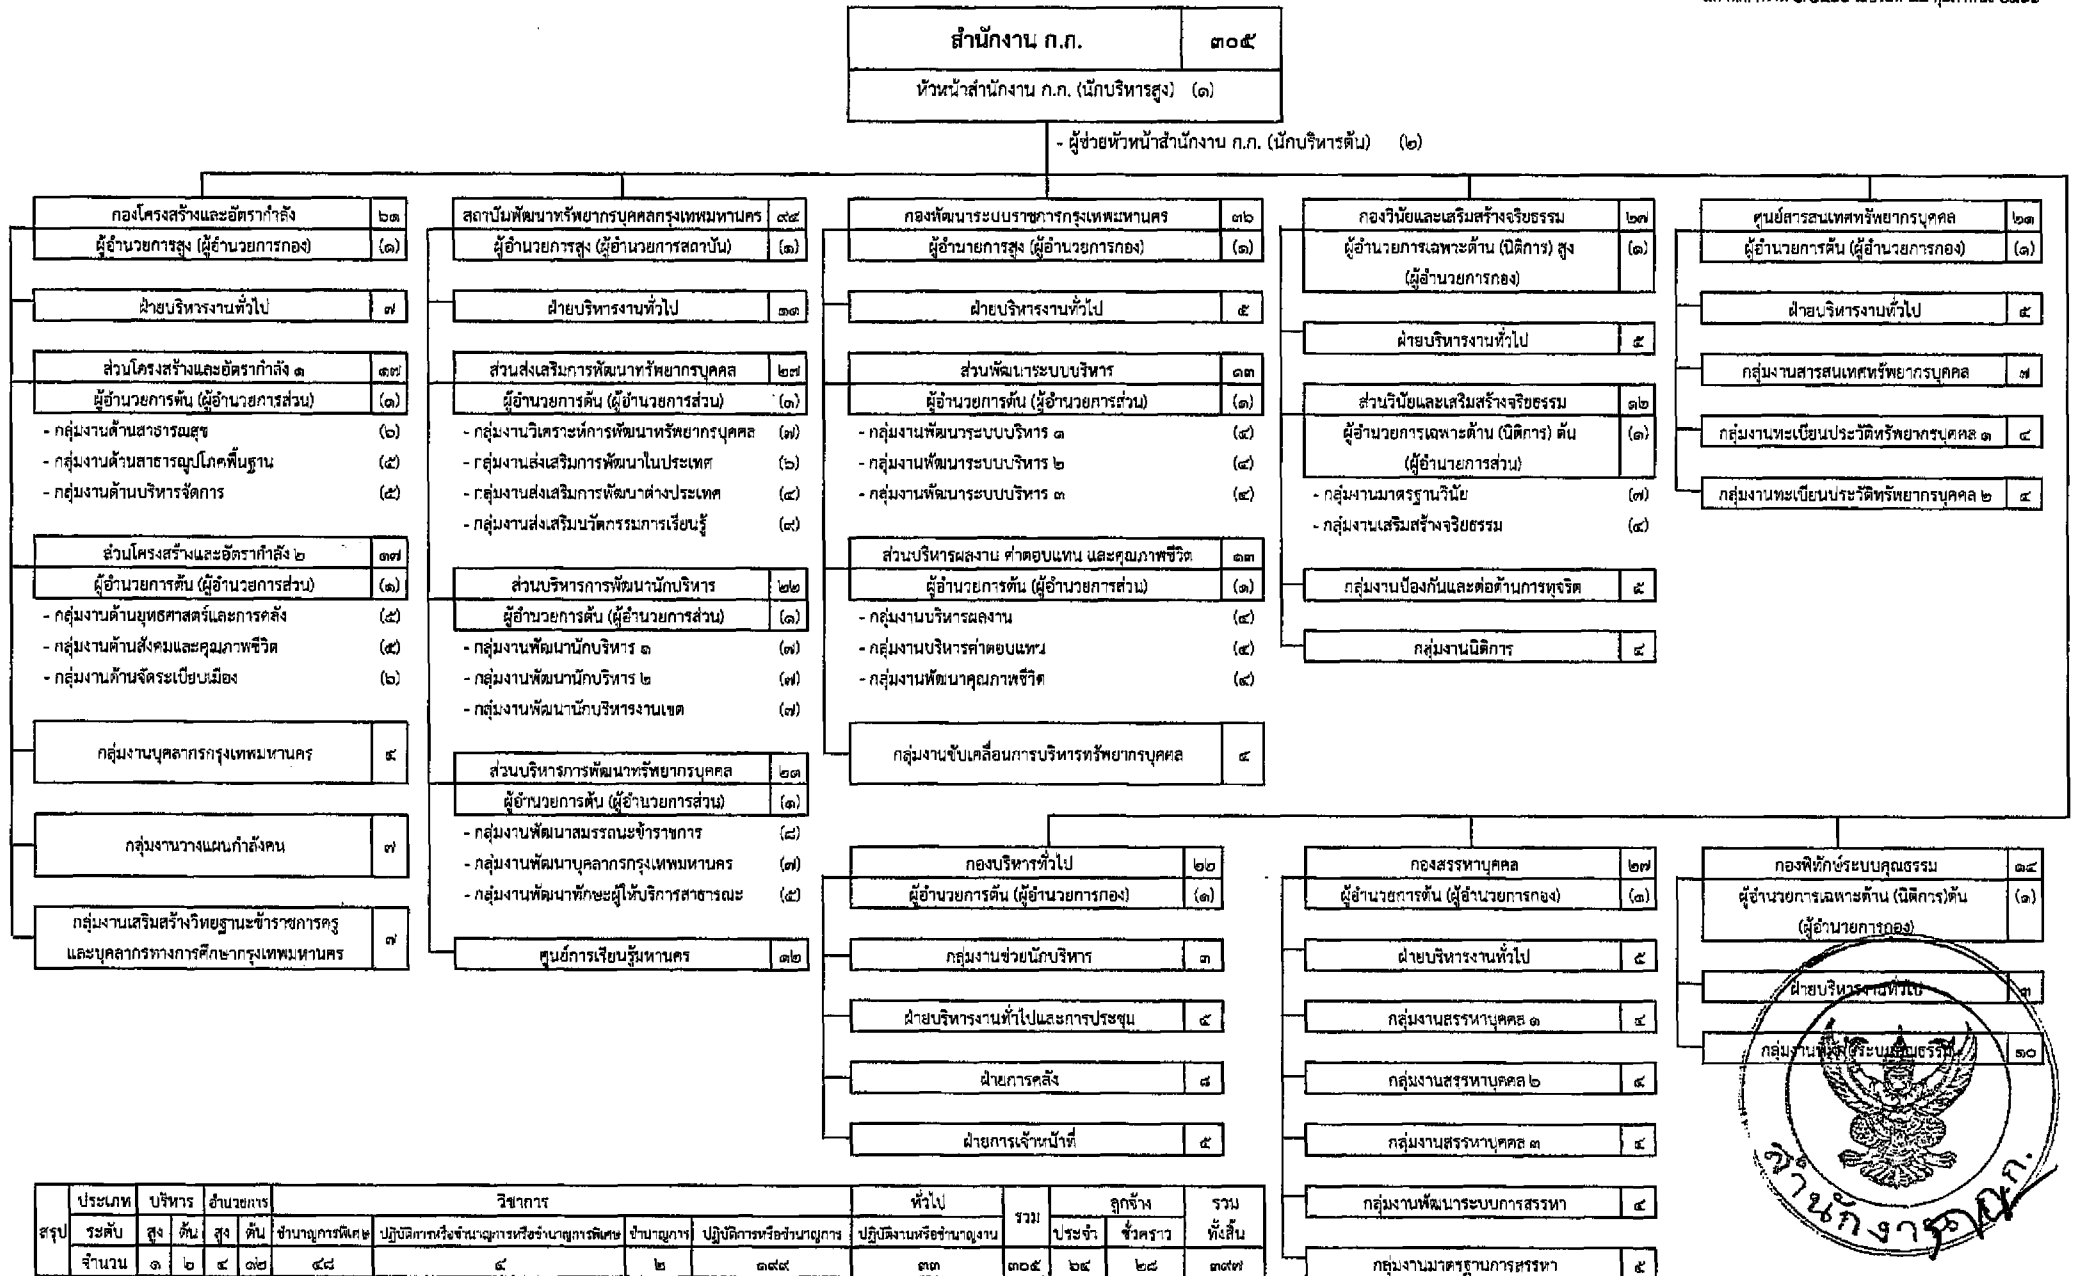 สำนักงาน ก.ก. ๓๐๕
หัวหน้าสำนักงาน ก.ก. (นักบริหารสูง) (๑)
- ผู้ช่วยหัวหน้าสำนักงาน ก.ก. (นักบริหารต้น) (๒)
กองโครงสร้างและอัตรากำลัง ๖๑
ผู้อำนวยการสูง (ผู้อำนวยการกอง) (๑)
ฝ่ายบริหารงานทั่วไป ๗
ส่วนโครงสร้างและอัตรากำลัง ๑ ๑๗
ผู้อำนวยการต้น (ผู้อำนวยการส่วน) (๑)
- กลุ่มงานด้านสาธารณสุข (๖)
- กลุ่มงานด้านสาธารณูปโภคพื้นฐาน (๕)
- กลุ่มงานด้านบริหารจัดการ (๕)
ส่วนโครงสร้างและอัตรากำลัง ๒ ๑๗
ผู้อำนวยการต้น (ผู้อำนวยการส่วน) (๑)
- กลุ่มงานด้านยุทธศาสตร์และการคลัง (๕)
- กลุ่มงานด้านสังคมและคุณภาพชีวิต (๕)
- กลุ่มงานด้านจัดระเบียบเมือง (๖)
กลุ่มงานบุคลากรกรุงเทพมหานคร
กลุ่มงานวางแผนกำลังคน ๗
กลุ่มงานเสริมสร้างวิทยฐานะข้าราชการครู
และบุคลากรทางการศึกษากรุงเทพมหานคร ๗
สถาบันพัฒนาทรัพยากรบุคคลกรุงเทพมหานคร ๙๔
ผู้อำนวยการสูง (ผู้อำนวยการสถาบัน) (๑)
ฝ่ายบริหารงานทั่วไป ๑๑
ส่วนส่งเสริมการพัฒนาทรัพยากรบุคคล ๒๗
ผู้อำนวยการต้น (ผู้อำนวยการส่วน) (๑)
- กลุ่มงานวิเคราะห์การพัฒนาทรัพยากรบุคคล (๗)
- กลุ่มงานส่งเสริมการพัฒนาในประเทศ (๖)
- กลุ่มงานส่งเสริมการพัฒนาต่างประเทศ (๔)
- กลุ่มงานส่งเสริมนวัตกรรมการเรียนรู้ (๙)
ส่วนบริหารการพัฒนานักบริหาร ๒๒
ผู้อำนวยการต้น (ผู้อำนวยการส่วน) (๑)
- กลุ่มงานพัฒนานักบริหาร ๑ (๗)
- กลุ่มงานพัฒนานักบริหาร ๒ (๗)
- กลุ่มงานพัฒนานักบริหารงานเขต (๗)
ส่วนบริหารการพัฒนาทรัพยากรบุคคล ๒๑
ผู้อำนวยการต้น (ผู้อำนวยการส่วน) (๑)
- กลุ่มงานพัฒนาสมรรถนะข้าราชการ (๘)
- กลุ่มงานพัฒนาบุคลากรกรุงเทพมหานคร (๗)
- กลุ่มงานพัฒนาทักษะผู้ให้บริการสาธารณะ (๕)
ศูนย์การเรียนรู้มหานคร ๑๒
กองพัฒนาระบบราชการกรุงเทพมหานคร ๓๖
ผู้อำนายการสูง (ผู้อำนวยการกอง) (๑)
ฝ่ายบริหารงานทั่วไป ๕
ส่วนพัฒนาระบบบริหาร ๑๓
ผู้อำนวยการต้น (ผู้อำนวยการส่วน) (๑)
- กลุ่มงานพัฒนาระบบบริหาร ๑ (๔)
- กลุ่มงานพัฒนาระบบบริหาร ๒ (๔)
- กลุ่มงานพัฒนาระบบบริหาร ๓ (๔)
ส่วนบริหารผลงาน ค่าตอบแทน และคุณภาพชีวิต ๑๓
ผู้อำนวยการต้น (ผู้อำนวยการส่วน) (๑)
- กลุ่มงานบริหารผลงาน (๔)
- กลุ่มงานบริหารค่าตอบแทน (๔)
- กลุ่มงานพัฒนาคุณภาพชีวิต (๔)
กลุ่มงานขับเคลื่อนการบริหารทรัพยากรบุคคล ๔
กองวินัยและเสริมสร้างจริยธรรม ๒๗
ผู้อำนวยการเฉพาะด้าน (นิติการ) สูง (๑)
(ผู้อำนวยการกอง)
ฝ่ายบริหารงานทั่วไป ๕
ส่วนวินัยและเสริมสร้างจริยธรรม ๑๒
ผู้อำนวยการเฉพาะด้าน (นิติการ) ต้น (๑)
(ผู้อำนายการส่วน)
- กลุ่มงานมาตรฐานวินัย (๗)
- กลุ่มงานเสริมสร้างจริยธรรม (๔)
กลุ่มงานป้องกันและต่อต้านการทุจริต ๕
กลุ่มงานนิติการ ๔
ศูนย์สารสนเทศทรัพยากรบุคคล ๒๑
ผู้อำนวยการต้น (ผู้อำนวยการกอง) (๑)
ฝ่ายบริหารงานทั่วไป ๕
กลุ่มงานสารสนเทศทรัพยากรบุคคล ๗
กลุ่มงานทะเบียนประวัติทรัพยากรบุคคล ๑ ๔
กลุ่มงานทะเบียนประวัติทรัพยากรบุคคล ๒ ๔
กองบริหารทั่วไป ๒๒
ผู้อำนวยการต้น (ผู้อำนวยการกอง) (๑)
กลุ่มงานช่วยนักบริหาร ๓
ฝ่ายบริหารงานทั่วไปและการประชุม ๕
ฝ่ายการคลัง ๘
ฝ่ายการเจ้าหน้าที่ ๕
กองสรรหาบุคคล ๒๗
ผู้อำนวยการต้น (ผู้อำนวยการกอง) (๑)
ฝ่ายบริหารงานทั่วไป ๕
กลุ่มงานสรรหาบุคคล ๑ ๔
กลุ่มงานสรรหาบุคคล ๒ ๔
กลุ่มงานสรรหาบุคคล ๓ ๔
กลุ่มงานพัฒนาระบบการสรรหา ๔
กลุ่มงานมาตรฐานการสรรหา ๕
กองพิทักษ์ระบบคุณธรรม ๑๔
ผู้อำนวยการเฉพาะด้าน (นิติการ)ต้น (๑)
(ผู้อำนายการกอง)
ฝ่ายบริหารงานทั่วไป ๓
กลุ่มงานพิทักษ์ระบบคุณธรรม ๑๐
สำนักงาน ก.ก.
สรุป ประเภท บริหาร อำนวยการ วิชาการ ทั่วไป รวม ลูกจ้าง รวม
ระดับ สูง ต้น สูง ต้น ชำนาญการพิเศษ ปฏิบัติการหรือชำนาญการหรือชำนาญการพิเศษ ชำนาญการ ปฏิบัติการหรือชำนาญการ ปฏิบัติงานหรือชำนาญงาน ประจำ ชั่วคราว ทั้งสิ้น
จำนวน ๑ ๒ ๔ ๑๒ ๔๘ ๔ ๒ ๑๙๙ ๓๓ ๓๐๕ ๖๔ ๒๘ ๓๙๗